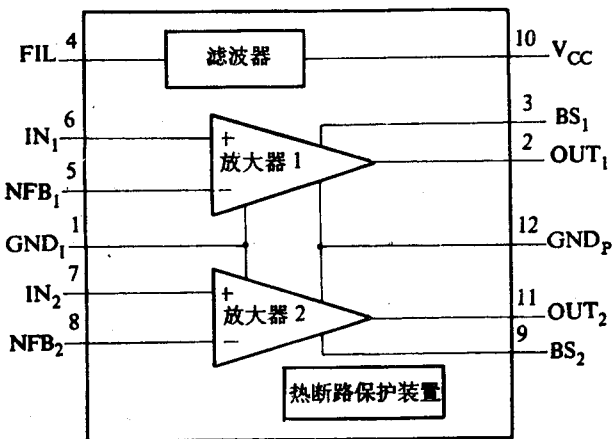 FIL 4 滤波器 10 V_CC
3 BS₁
IN₁ 6 + 2 OUT₁
放大器 1
NFB₁ 5 −
GND₁ 1 12 GND_P
IN₂ 7 + 11 OUT₂
放大器 2
NFB₂ 8 − 9 BS₂
热断路保护装置